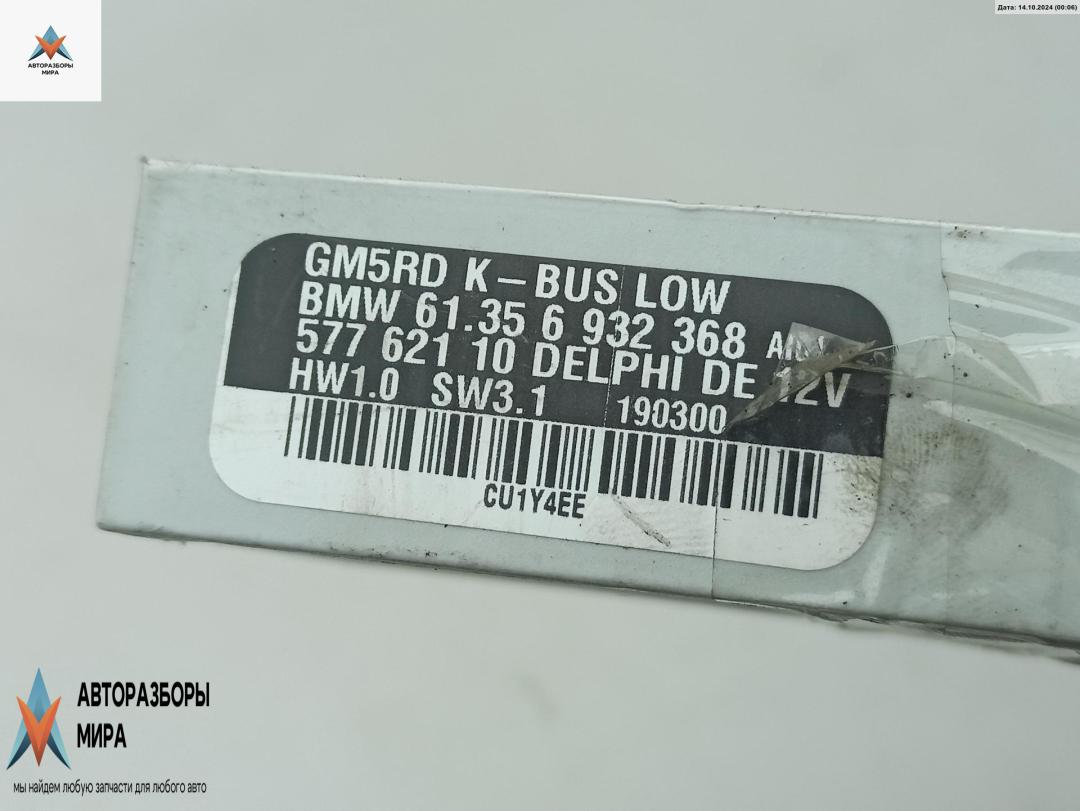 Дата: 14.10.2024 (00:06)
АВТОРАЗБОРЫ
МИРА
GM5RD K-BUS LOW
BMW 61.35 6 932 368
577 621 10 DELPHI DE 12V
HW1.0 SW3.1 190300
CU1Y4EE
АВТОРАЗБОРЫ
МИРА
мы найдем любую запчасти для любого авто